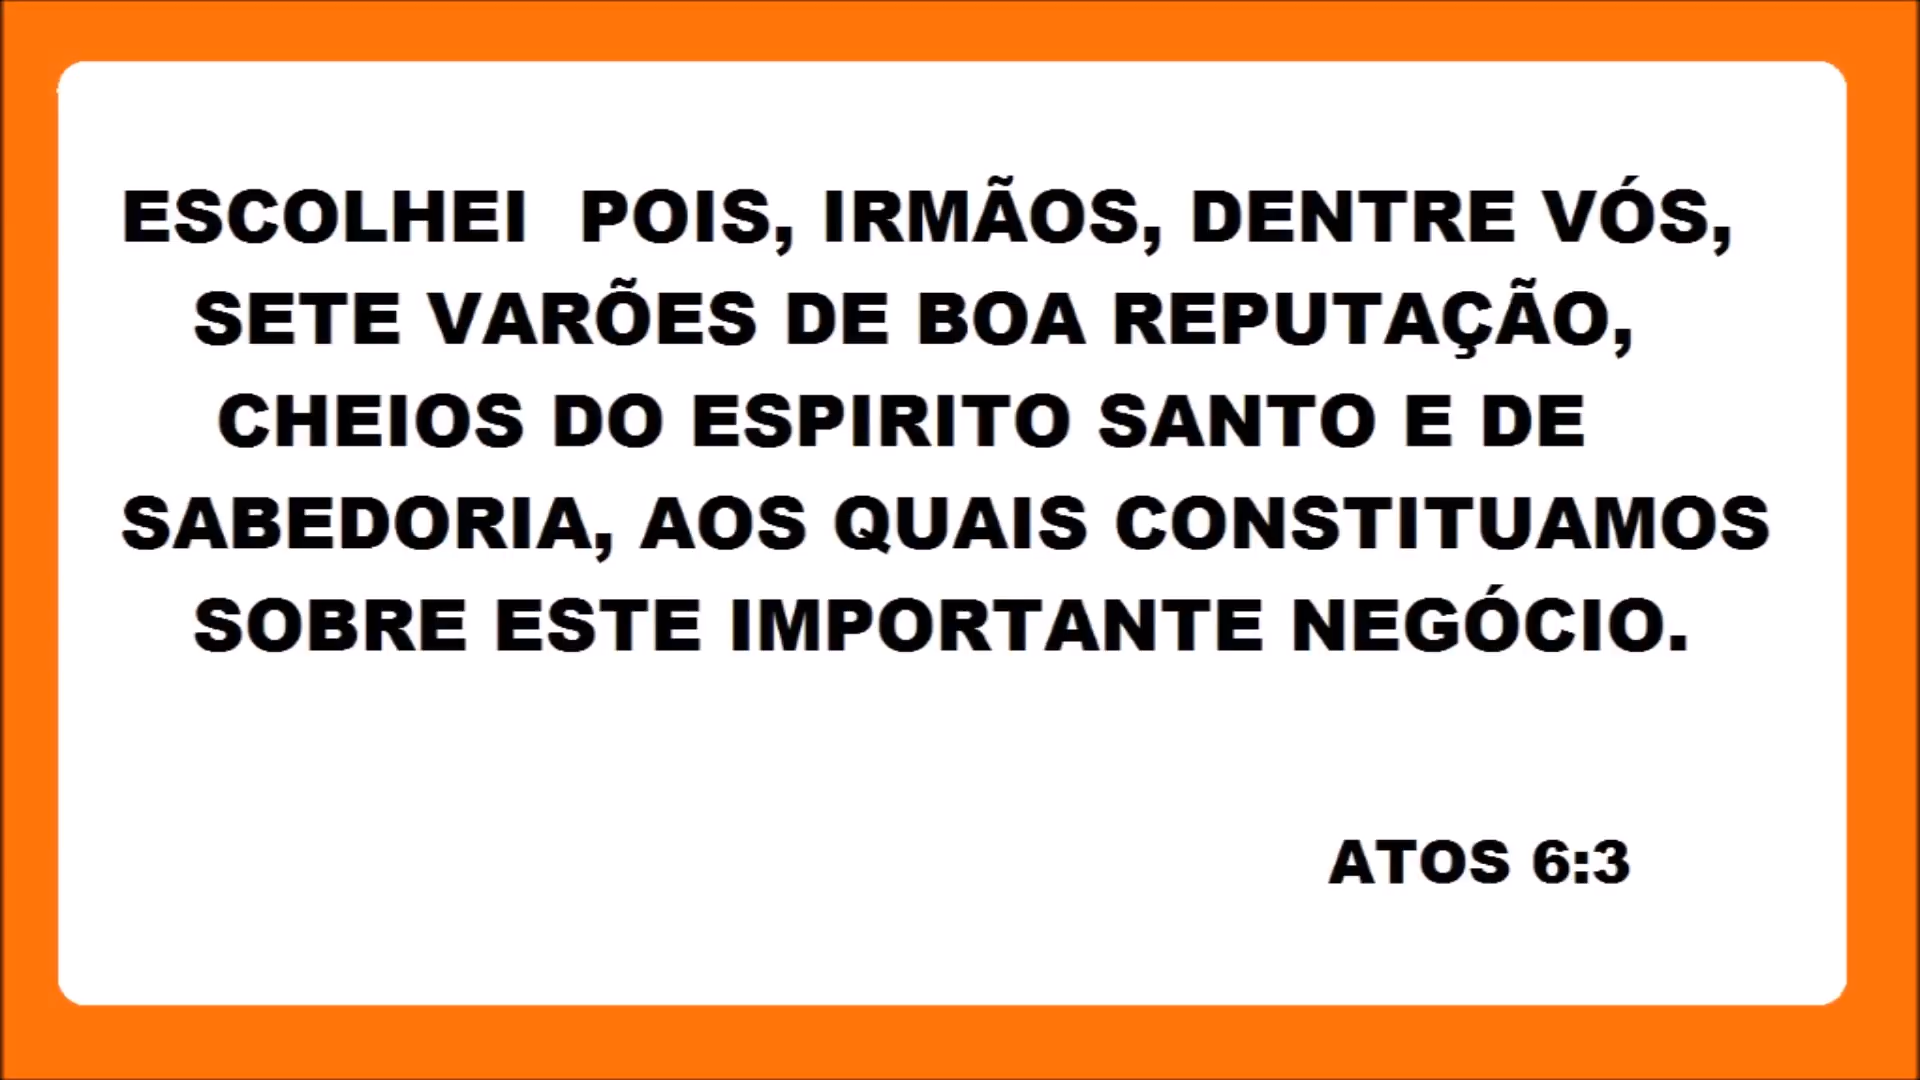 ESCOLHEI  POIS, IRMÃOS, DENTRE VÓS,
SETE VARÕES DE BOA REPUTAÇÃO,
CHEIOS DO ESPIRITO SANTO E DE
SABEDORIA, AOS QUAIS CONSTITUAMOS
SOBRE ESTE IMPORTANTE NEGÓCIO.
ATOS 6:3